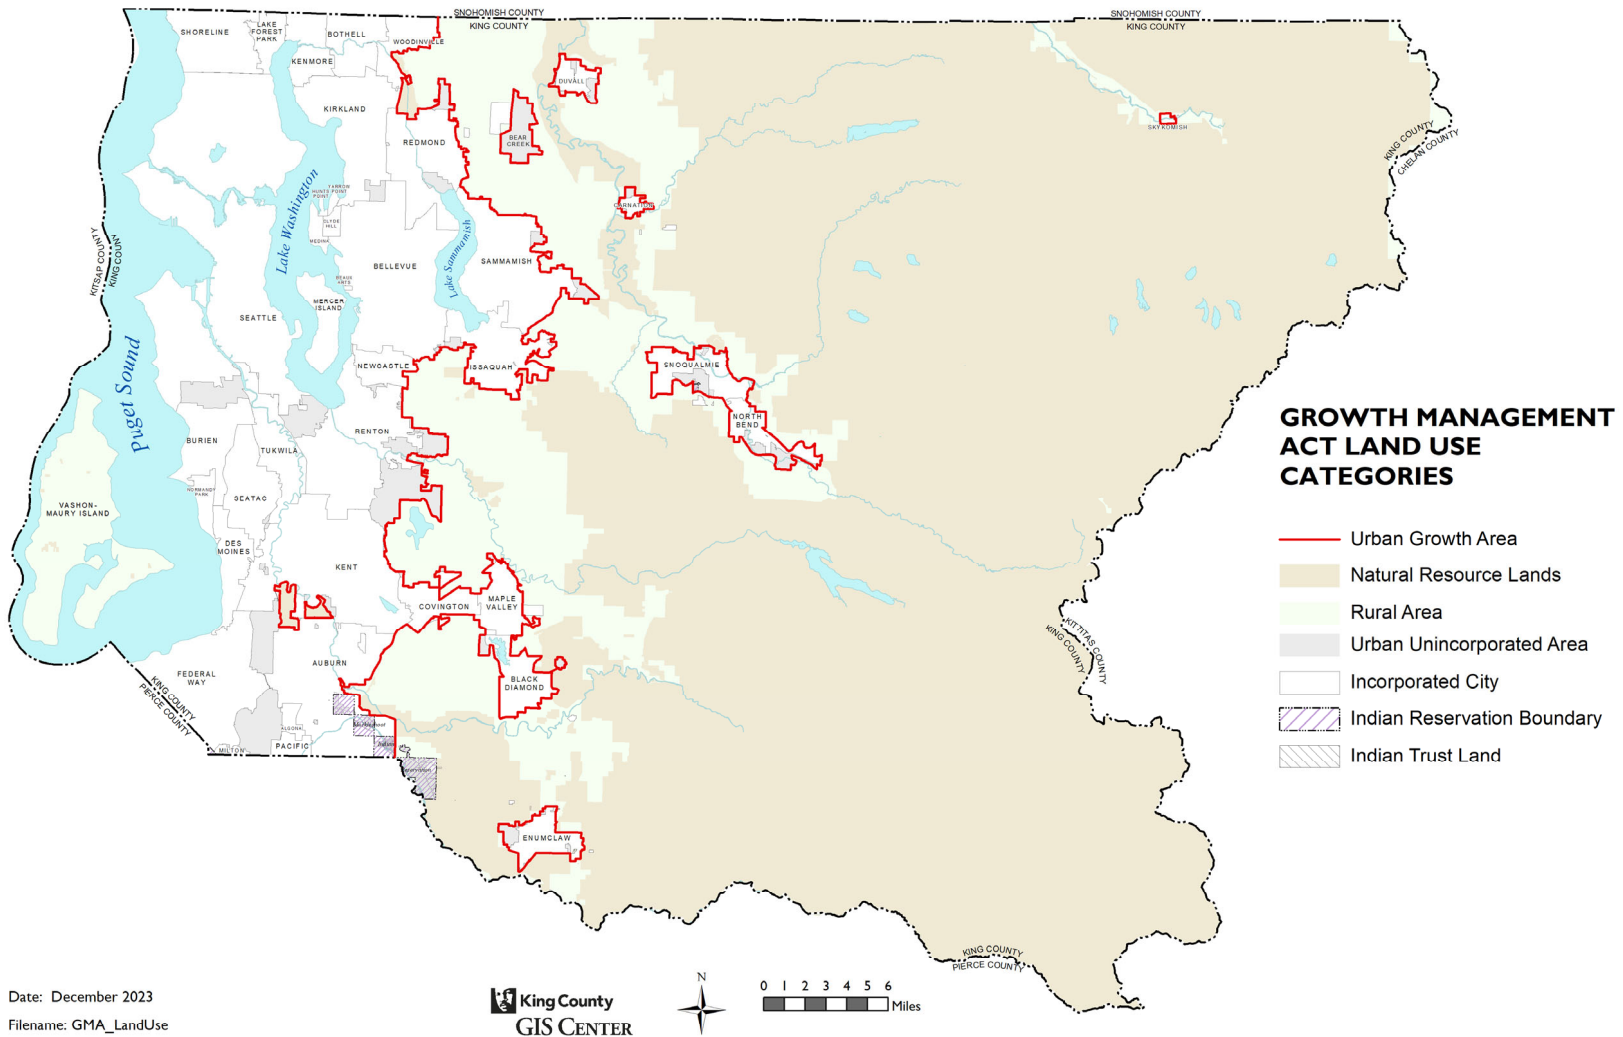 SNOHOMISH COUNTY
KING COUNTY
SNOHOMISH COUNTY
KING COUNTY
SHORELINE
LAKE
FOREST
PARK
BOTHELL
WOODINVILLE
KENMORE
DUVALL
KIRKLAND
REDMOND
BEAR
CREEK
SKYKOMISH
KING COUNTY
CHELAN COUNTY
Lake Washington
YARROW
POINT
HUNTS
POINT
CLYDE
HILL
MEDINA
CARNATION
KITSAP COUNTY
KING COUNTY
BELLEVUE
Lake Sammamish
SAMMAMISH
BEAUX
ARTS
MERCER
ISLAND
SEATTLE
Puget Sound
NEWCASTLE
ISSAQUAH
SNOQUALMIE
NORTH
BEND
GROWTH MANAGEMENT
ACT LAND USE
CATEGORIES
BURIEN
RENTON
TUKWILA
NORMANDY
PARK
SEATAC
VASHON-
MAURY ISLAND
DES
MOINES
KENT
COVINGTON
MAPLE
VALLEY
KITTITAS COUNTY
KING COUNTY
Urban Growth Area
Natural Resource Lands
Rural Area
Urban Unincorporated Area
Incorporated City
Indian Reservation Boundary
Indian Trust Land
FEDERAL
WAY
AUBURN
BLACK
DIAMOND
KING COUNTY
PIERCE COUNTY
ALGONA
MILTON
PACIFIC
Muckleshoot
Indian
Reservation
ENUMCLAW
KING COUNTY
PIERCE COUNTY
Date: December 2023
Filename: GMA_LandUse
King County
GIS CENTER
N
0 1 2 3 4 5 6
Miles